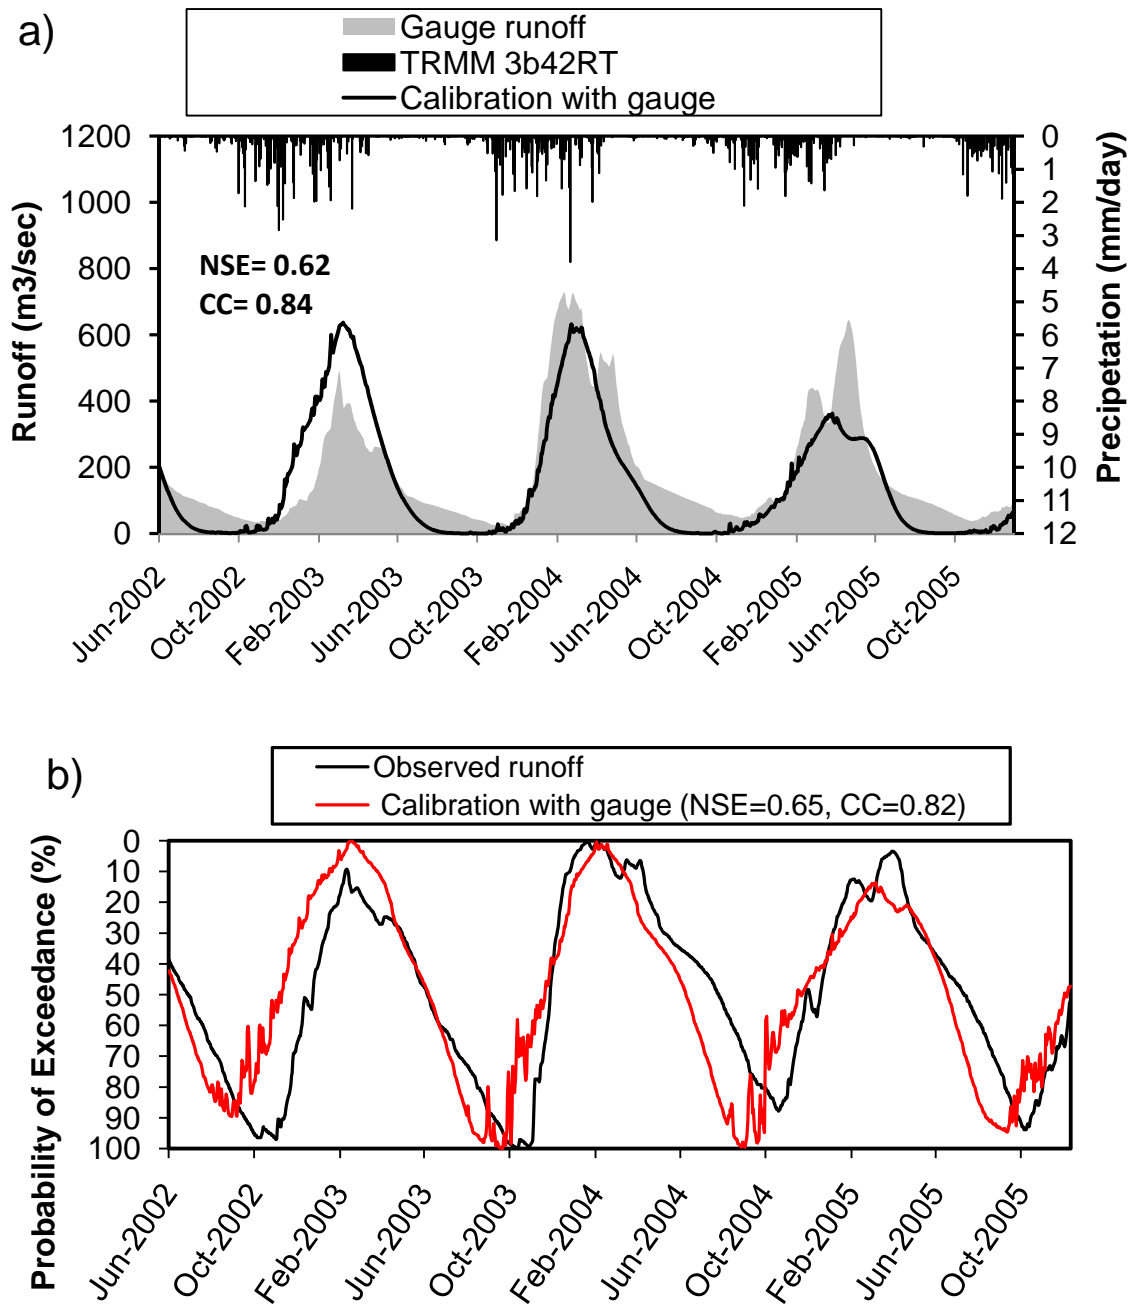 a)
Gauge runoff
TRMM 3b42RT
Calibration with gauge
Runoff (m3/sec)
1200
1000
800
600
400
200
0
NSE= 0.62
CC= 0.84
0
1
2
3
4
5
6
7
8
9
10
11
12
Precipetation (mm/day)
Jun-2002
Oct-2002
Feb-2003
Jun-2003
Oct-2003
Feb-2004
Jun-2004
Oct-2004
Feb-2005
Jun-2005
Oct-2005
b)
Observed runoff
Calibration with gauge (NSE=0.65, CC=0.82)
Probability of Exceedance (%)
0
10
20
30
40
50
60
70
80
90
100
Jun-2002
Oct-2002
Feb-2003
Jun-2003
Oct-2003
Feb-2004
Jun-2004
Oct-2004
Feb-2005
Jun-2005
Oct-2005